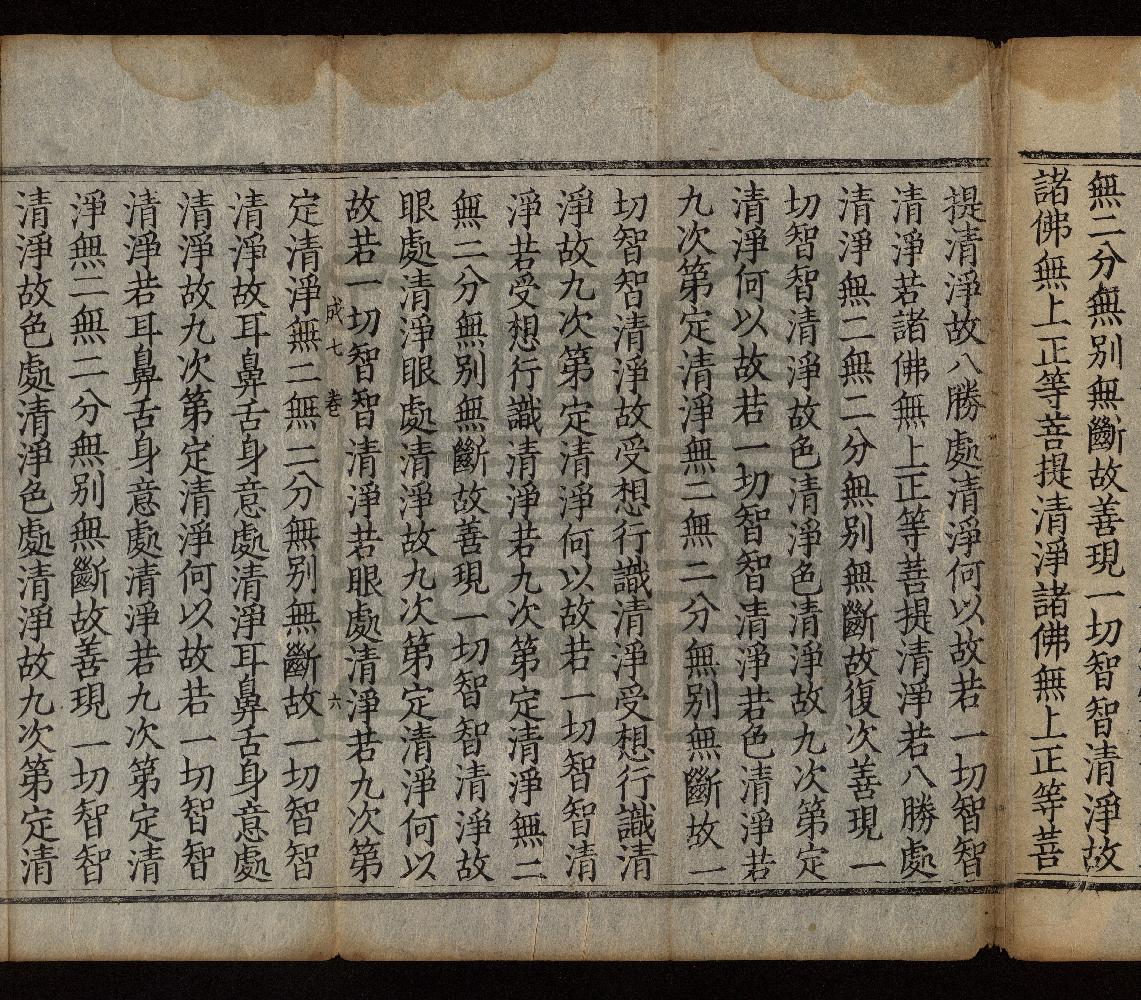 無二分無別無斷故善現一切智智清淨故
諸佛無上正等菩提清淨諸佛無上正等菩
提清淨故八勝處清淨何以故若一切智智
清淨若諸佛無上正等菩提清淨若八勝處
清淨無二無二分無別無斷故復次善現一
切智智清淨故色清淨色清淨故九次第定
清淨何以故若一切智智清淨若色清淨若
九次第定清淨無二無二分無別無斷故一
切智智清淨故受想行識清淨受想行識清
淨故九次第定清淨何以故若一切智智清
淨若受想行識清淨若九次第定清淨無二
無二分無別無斷故善現一切智智清淨故
眼處清淨眼處清淨故九次第定清淨何以
故若一切智智清淨若眼處清淨若九次第
成七 卷 六
定清淨無二無二分無別無斷故一切智智
清淨故耳鼻舌身意處清淨耳鼻舌身意處
清淨故九次第定清淨何以故若一切智智
清淨若耳鼻舌身意處清淨若九次第定清
淨無二無二分無別無斷故善現一切智智
清淨故色處清淨色處清淨故九次第定清